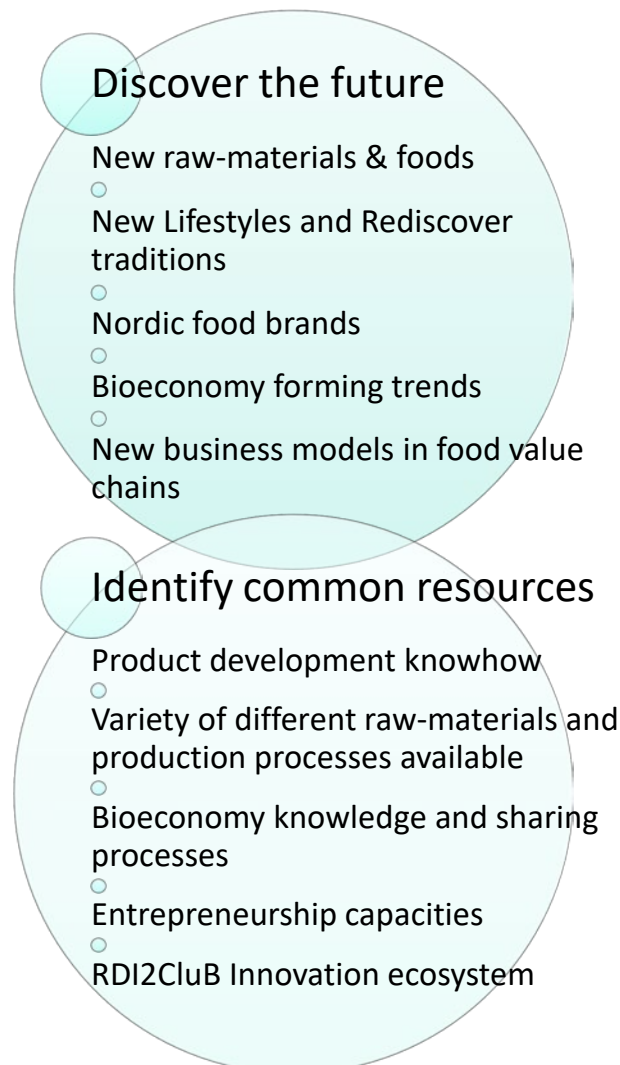 Discover the future
New raw-materials & foods
New Lifestyles and Rediscover
traditions
Nordic food brands
Bioeconomy forming trends
New business models in food value
chains
Identify common resources
Product development knowhow
Variety of different raw-materials and
production processes available
Bioeconomy knowledge and sharing
processes
Entrepreneurship capacities
RDI2CluB Innovation ecosystem